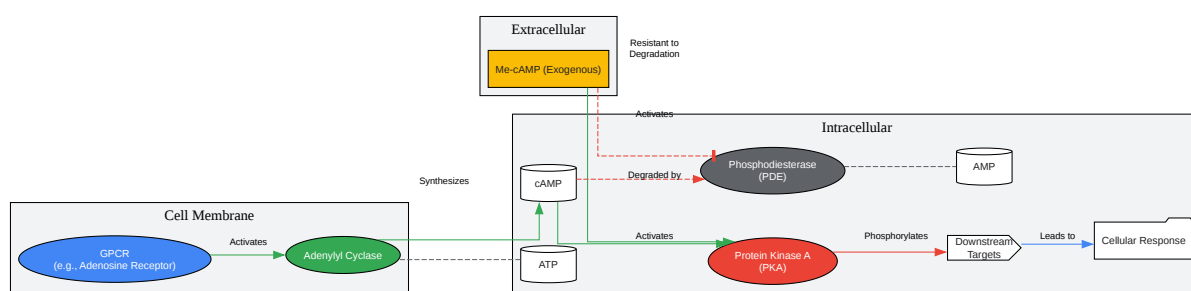 Extracellular
Me-cAMP (Exogenous)
Resistant to
Degradation
Activates
Intracellular
Phosphodiesterase
(PDE)
AMP
Synthesizes
cAMP
Degraded by
Cell Membrane
GPCR
(e.g., Adenosine Receptor)
Activates
Adenylyl Cyclase
ATP
Activates
Protein Kinase A
(PKA)
Phosphorylates
Downstream
Targets
Leads to
Cellular Response